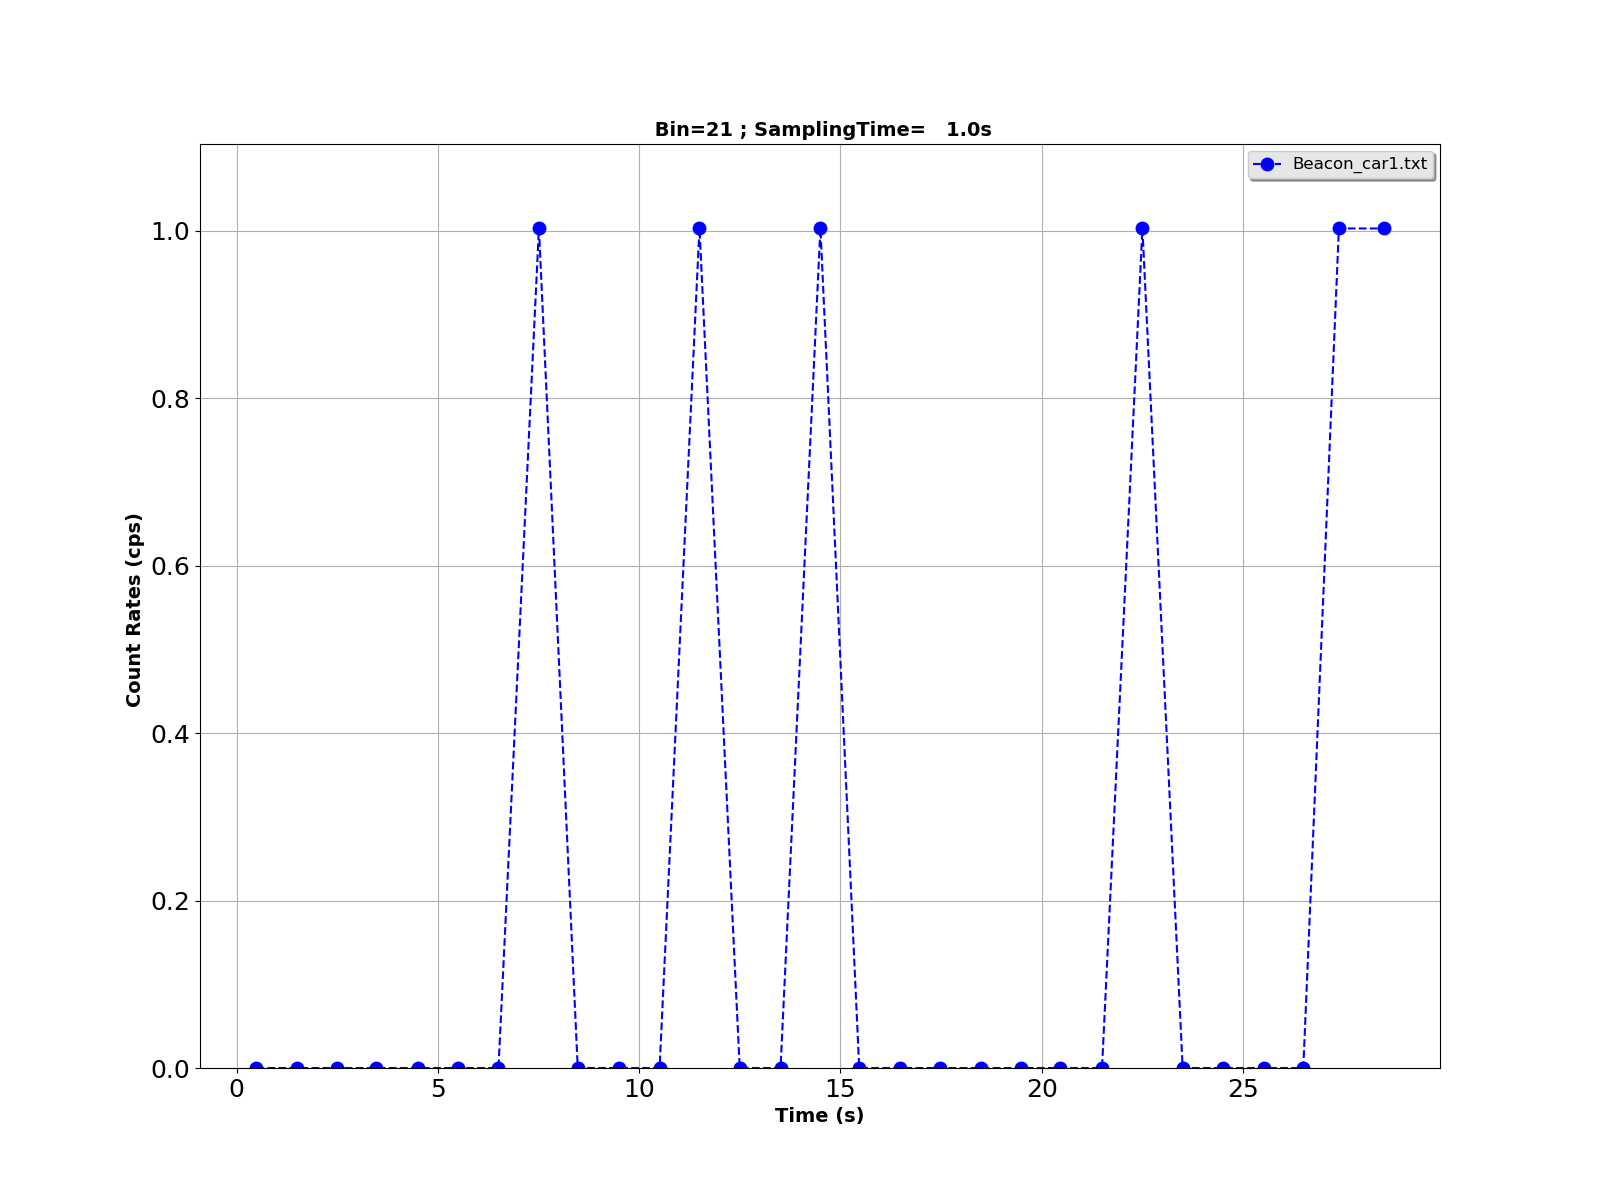 Bin=21 ; SamplingTime=   1.0s
Beacon_car1.txt
1.0
0.8
0.6
0.4
0.2
0.0
Count Rates (cps)
0 5 10 15 20 25
Time (s)